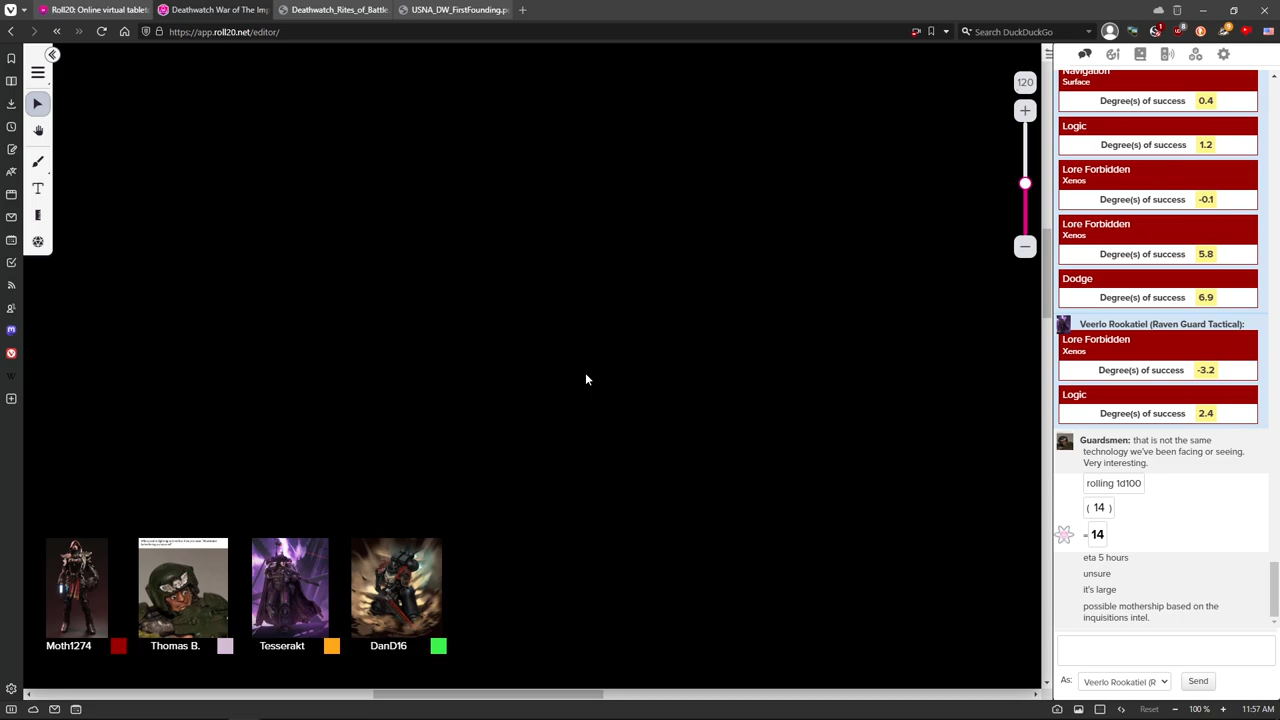 Roll20: Online virtual tablet
Deathwatch War of The Im
Deathwatch_Rites_of_Battle
USNA_DW_FirstFounding.p
https://app.roll20.net/editor/
Search DuckDuckGo
120
Navigation
Surface
Degree(s) of success 0.4
Logic
Degree(s) of success 1.2
Lore Forbidden
Xenos
Degree(s) of success -0.1
Lore Forbidden
Xenos
Degree(s) of success 5.8
Dodge
Degree(s) of success 6.9
Veerlo Rookatiel (Raven Guard Tactical):
Lore Forbidden
Xenos
Degree(s) of success -3.2
Logic
Degree(s) of success 2.4
Guardsmen: that is not the same
technology we've been facing or seeing.
Very interesting.
rolling 1d100
( 14 )
=14
eta 5 hours
unsure
it's large
possible mothership based on the
inquisitions intel.
As: Veerlo Rookatiel (R Send
Moth1274
Thomas B.
Tesserakt
DanD16
Reset 100 % 11:57 AM